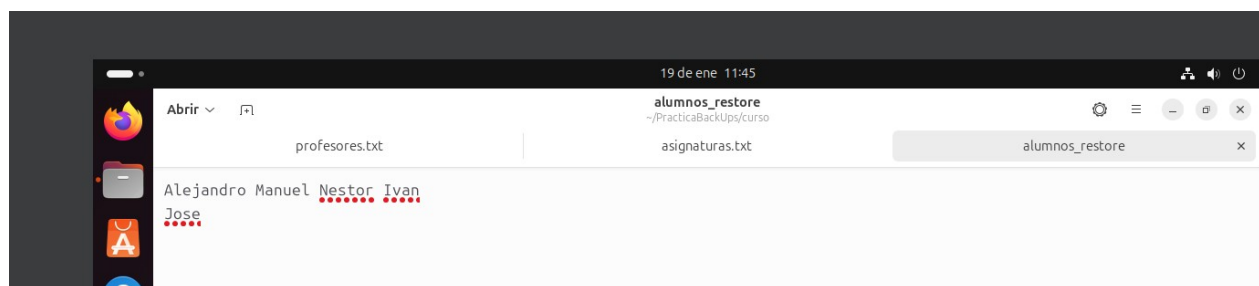 19 de ene 11:45
Abrir
alumnos_restore
~/PracticaBackUps/curso
profesores.txt
asignaturas.txt
alumnos_restore
Alejandro Manuel Nestor Ivan
Jose